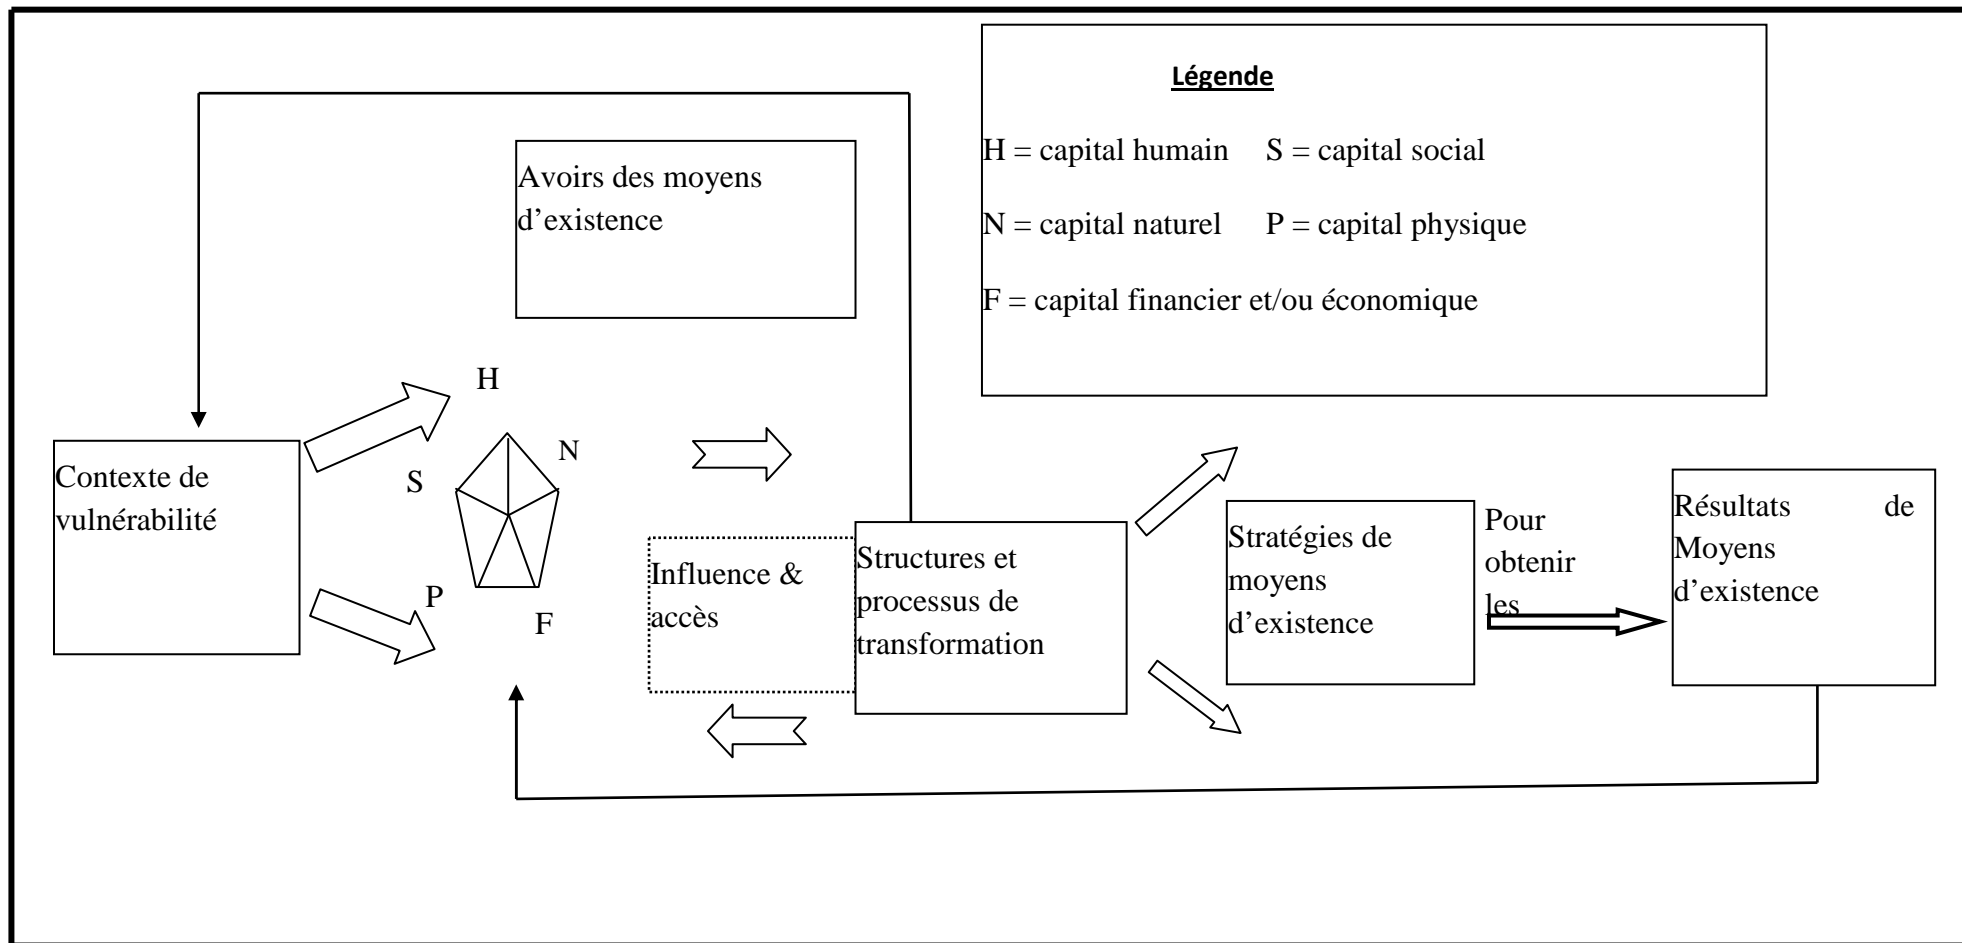 Légende
H = capital humain S = capital social
N = capital naturel P = capital physique
F = capital financier et/ou économique
Avoirs des moyens
d’existence
H
N
S
P
F
Contexte de
vulnérabilité
Influence &
accès
Structures et
processus de
transformation
Stratégies de
moyens
d’existence
Pour
obtenir
les
Résultats de
Moyens
d’existence